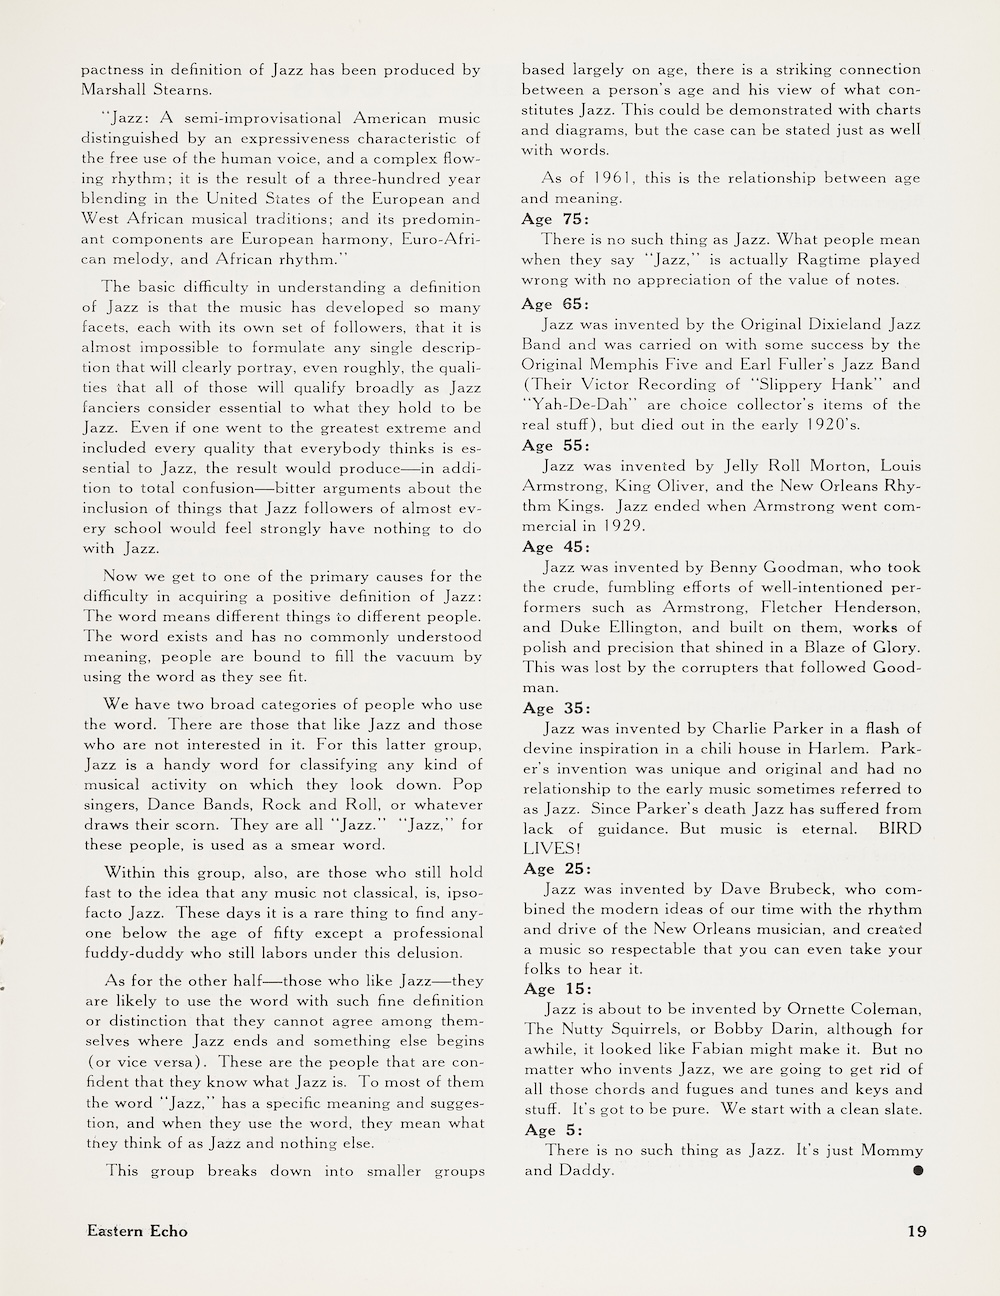 pactness in definition of Jazz has been produced by
Marshall Stearns.
"Jazz: A semi-improvisational American music
distinguished by an expressiveness characteristic of
the free use of the human voice, and a complex flow-
ing rhythm; it is the result of a three-hundred year
blending in the United States of the European and
West African musical traditions; and its predomin-
ant components are European harmony, Euro-Afri-
can melody, and African rhythm."
The basic difficulty in understanding a definition
of Jazz is that the music has developed so many
facets, each with its own set of followers, that it is
almost impossible to formulate any single descrip-
tion that will clearly portray, even roughly, the quali-
ties that all of those will qualify broadly as Jazz
fanciers consider essential to what they hold to be
Jazz. Even if one went to the greatest extreme and
included every quality that everybody thinks is es-
sential to Jazz, the result would produce—in addi-
tion to total confusion—bitter arguments about the
inclusion of things that Jazz followers of almost ev-
ery school would feel strongly have nothing to do
with Jazz.
Now we get to one of the primary causes for the
difficulty in acquiring a positive definition of Jazz:
The word means different things to different people.
The word exists and has no commonly understood
meaning, people are bound to fill the vacuum by
using the word as they see fit.
We have two broad categories of people who use
the word. There are those that like Jazz and those
who are not interested in it. For this latter group,
Jazz is a handy word for classifying any kind of
musical activity on which they look down. Pop
singers, Dance Bands, Rock and Roll, or whatever
draws their scorn. They are all "Jazz." "Jazz," for
these people, is used as a smear word.
Within this group, also, are those who still hold
fast to the idea that any music not classical, is, ipso-
facto Jazz. These days it is a rare thing to find any-
one below the age of fifty except a professional
fuddy-duddy who still labors under this delusion.
As for the other half—those who like Jazz—they
are likely to use the word with such fine definition
or distinction that they cannot agree among them-
selves where Jazz ends and something else begins
(or vice versa). These are the people that are con-
fident that they know what Jazz is. To most of them
the word "Jazz," has a specific meaning and sugges-
tion, and when they use the word, they mean what
they think of as Jazz and nothing else.
This group breaks down into smaller groups
based largely on age, there is a striking connection
between a person's age and his view of what con-
stitutes Jazz. This could be demonstrated with charts
and diagrams, but the case can be stated just as well
with words.
As of 1961, this is the relationship between age
and meaning.
Age 75:
There is no such thing as Jazz. What people mean
when they say "Jazz," is actually Ragtime played
wrong with no appreciation of the value of notes.
Age 65:
Jazz was invented by the Original Dixieland Jazz
Band and was carried on with some success by the
Original Memphis Five and Earl Fuller's Jazz Band
(Their Victor Recording of "Slippery Hank" and
"Yah-De-Dah" are choice collector's items of the
real stuff), but died out in the early 1920's.
Age 55:
Jazz was invented by Jelly Roll Morton, Louis
Armstrong, King Oliver, and the New Orleans Rhy-
thm Kings. Jazz ended when Armstrong went com-
mercial in 1929.
Age 45:
Jazz was invented by Benny Goodman, who took
the crude, fumbling efforts of well-intentioned per-
formers such as Armstrong, Fletcher Henderson,
and Duke Ellington, and built on them, works of
polish and precision that shined in a Blaze of Glory.
This was lost by the corrupters that followed Good-
man.
Age 35:
Jazz was invented by Charlie Parker in a flash of
devine inspiration in a chili house in Harlem. Park-
er's invention was unique and original and had no
relationship to the early music sometimes referred to
as Jazz. Since Parker's death Jazz has suffered from
lack of guidance. But music is eternal. BIRD
LIVES!
Age 25:
Jazz was invented by Dave Brubeck, who com-
bined the modern ideas of our time with the rhythm
and drive of the New Orleans musician, and created
a music so respectable that you can even take your
folks to hear it.
Age 15:
Jazz is about to be invented by Ornette Coleman,
The Nutty Squirrels, or Bobby Darin, although for
awhile, it looked like Fabian might make it. But no
matter who invents Jazz, we are going to get rid of
all those chords and fugues and tunes and keys and
stuff. It's got to be pure. We start with a clean slate.
Age 5:
There is no such thing as Jazz. It's just Mommy
and Daddy. ●
Eastern Echo
19